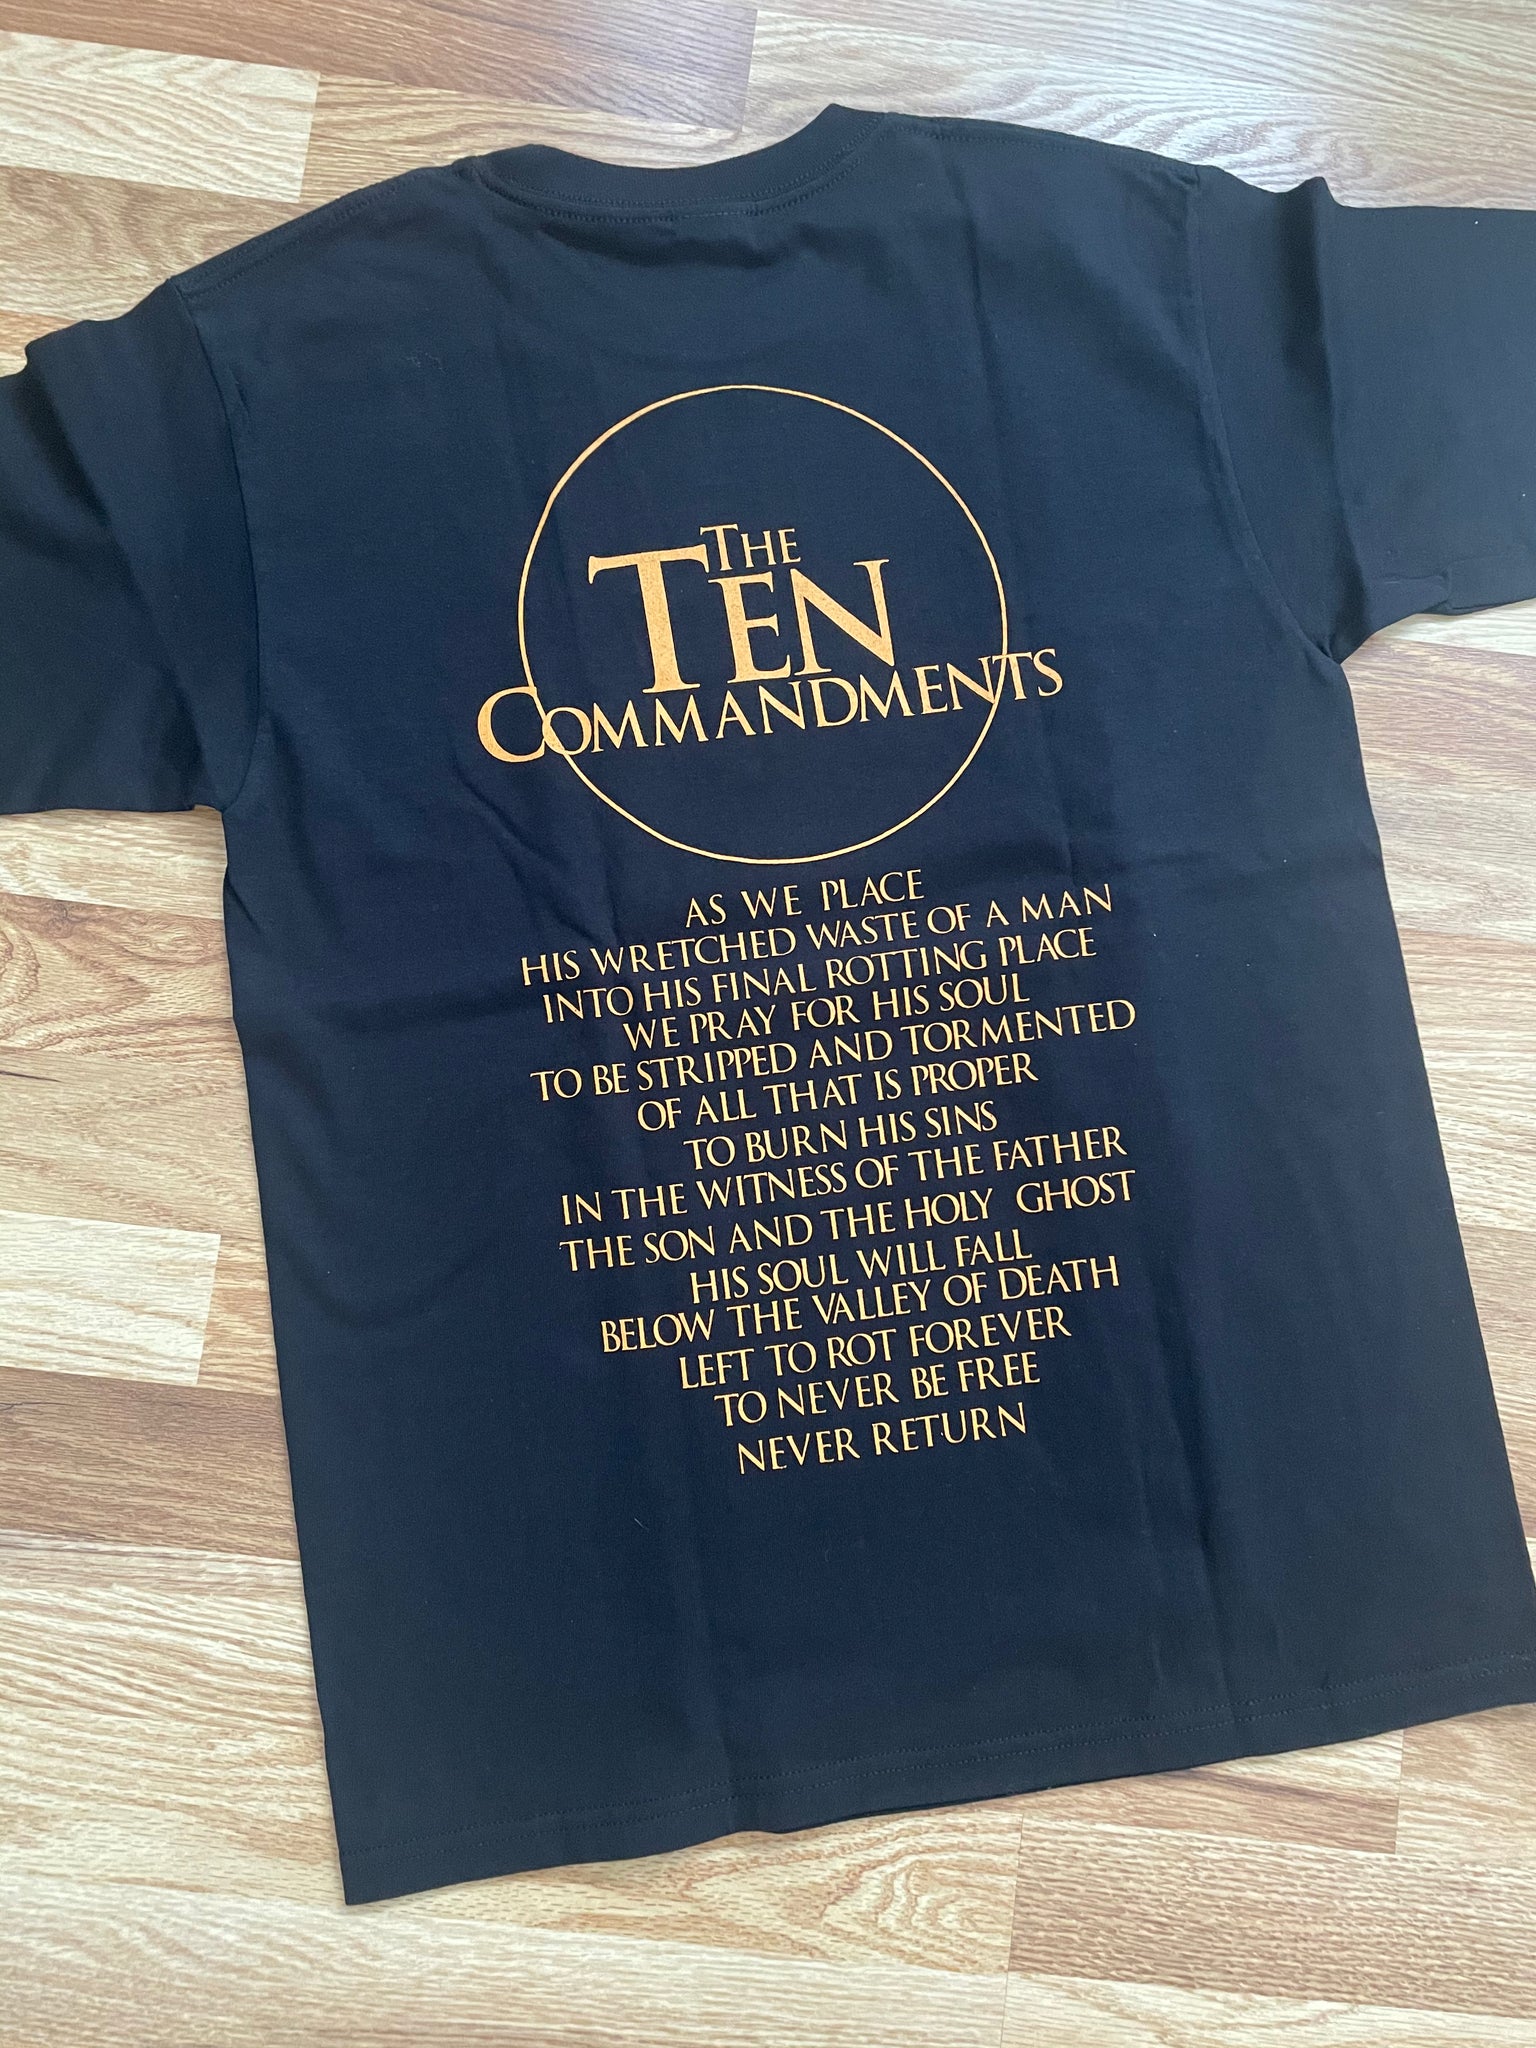 THE
TEN
COMMANDMENTS
AS WE PLACE
HIS WRETCHED WASTE OF A MAN
INTO HIS FINAL ROTTING PLACE
WE PRAY FOR HIS SOUL
TO BE STRIPPED AND TORMENTED
OF ALL THAT IS PROPER
TO BURN HIS SINS
IN THE WITNESS OF THE FATHER
THE SON AND THE HOLY GHOST
HIS SOUL WILL FALL
BELOW THE VALLEY OF DEATH
LEFT TO ROT FOREVER
TO NEVER BE FREE
NEVER RETURN